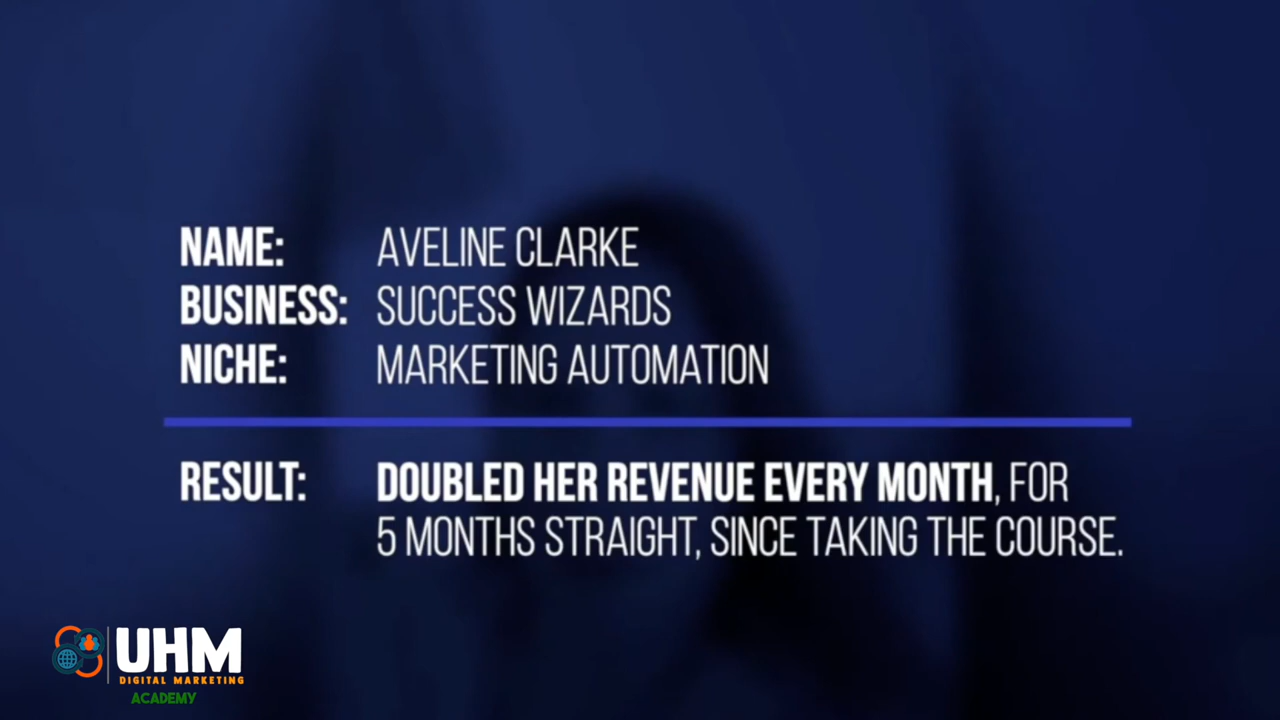 NAME: AVELINE CLARKE
BUSINESS: SUCCESS WIZARDS
NICHE: MARKETING AUTOMATION
RESULT: DOUBLED HER REVENUE EVERY MONTH, FOR
5 MONTHS STRAIGHT, SINCE TAKING THE COURSE.
UHM
DIGITAL MARKETING
ACADEMY